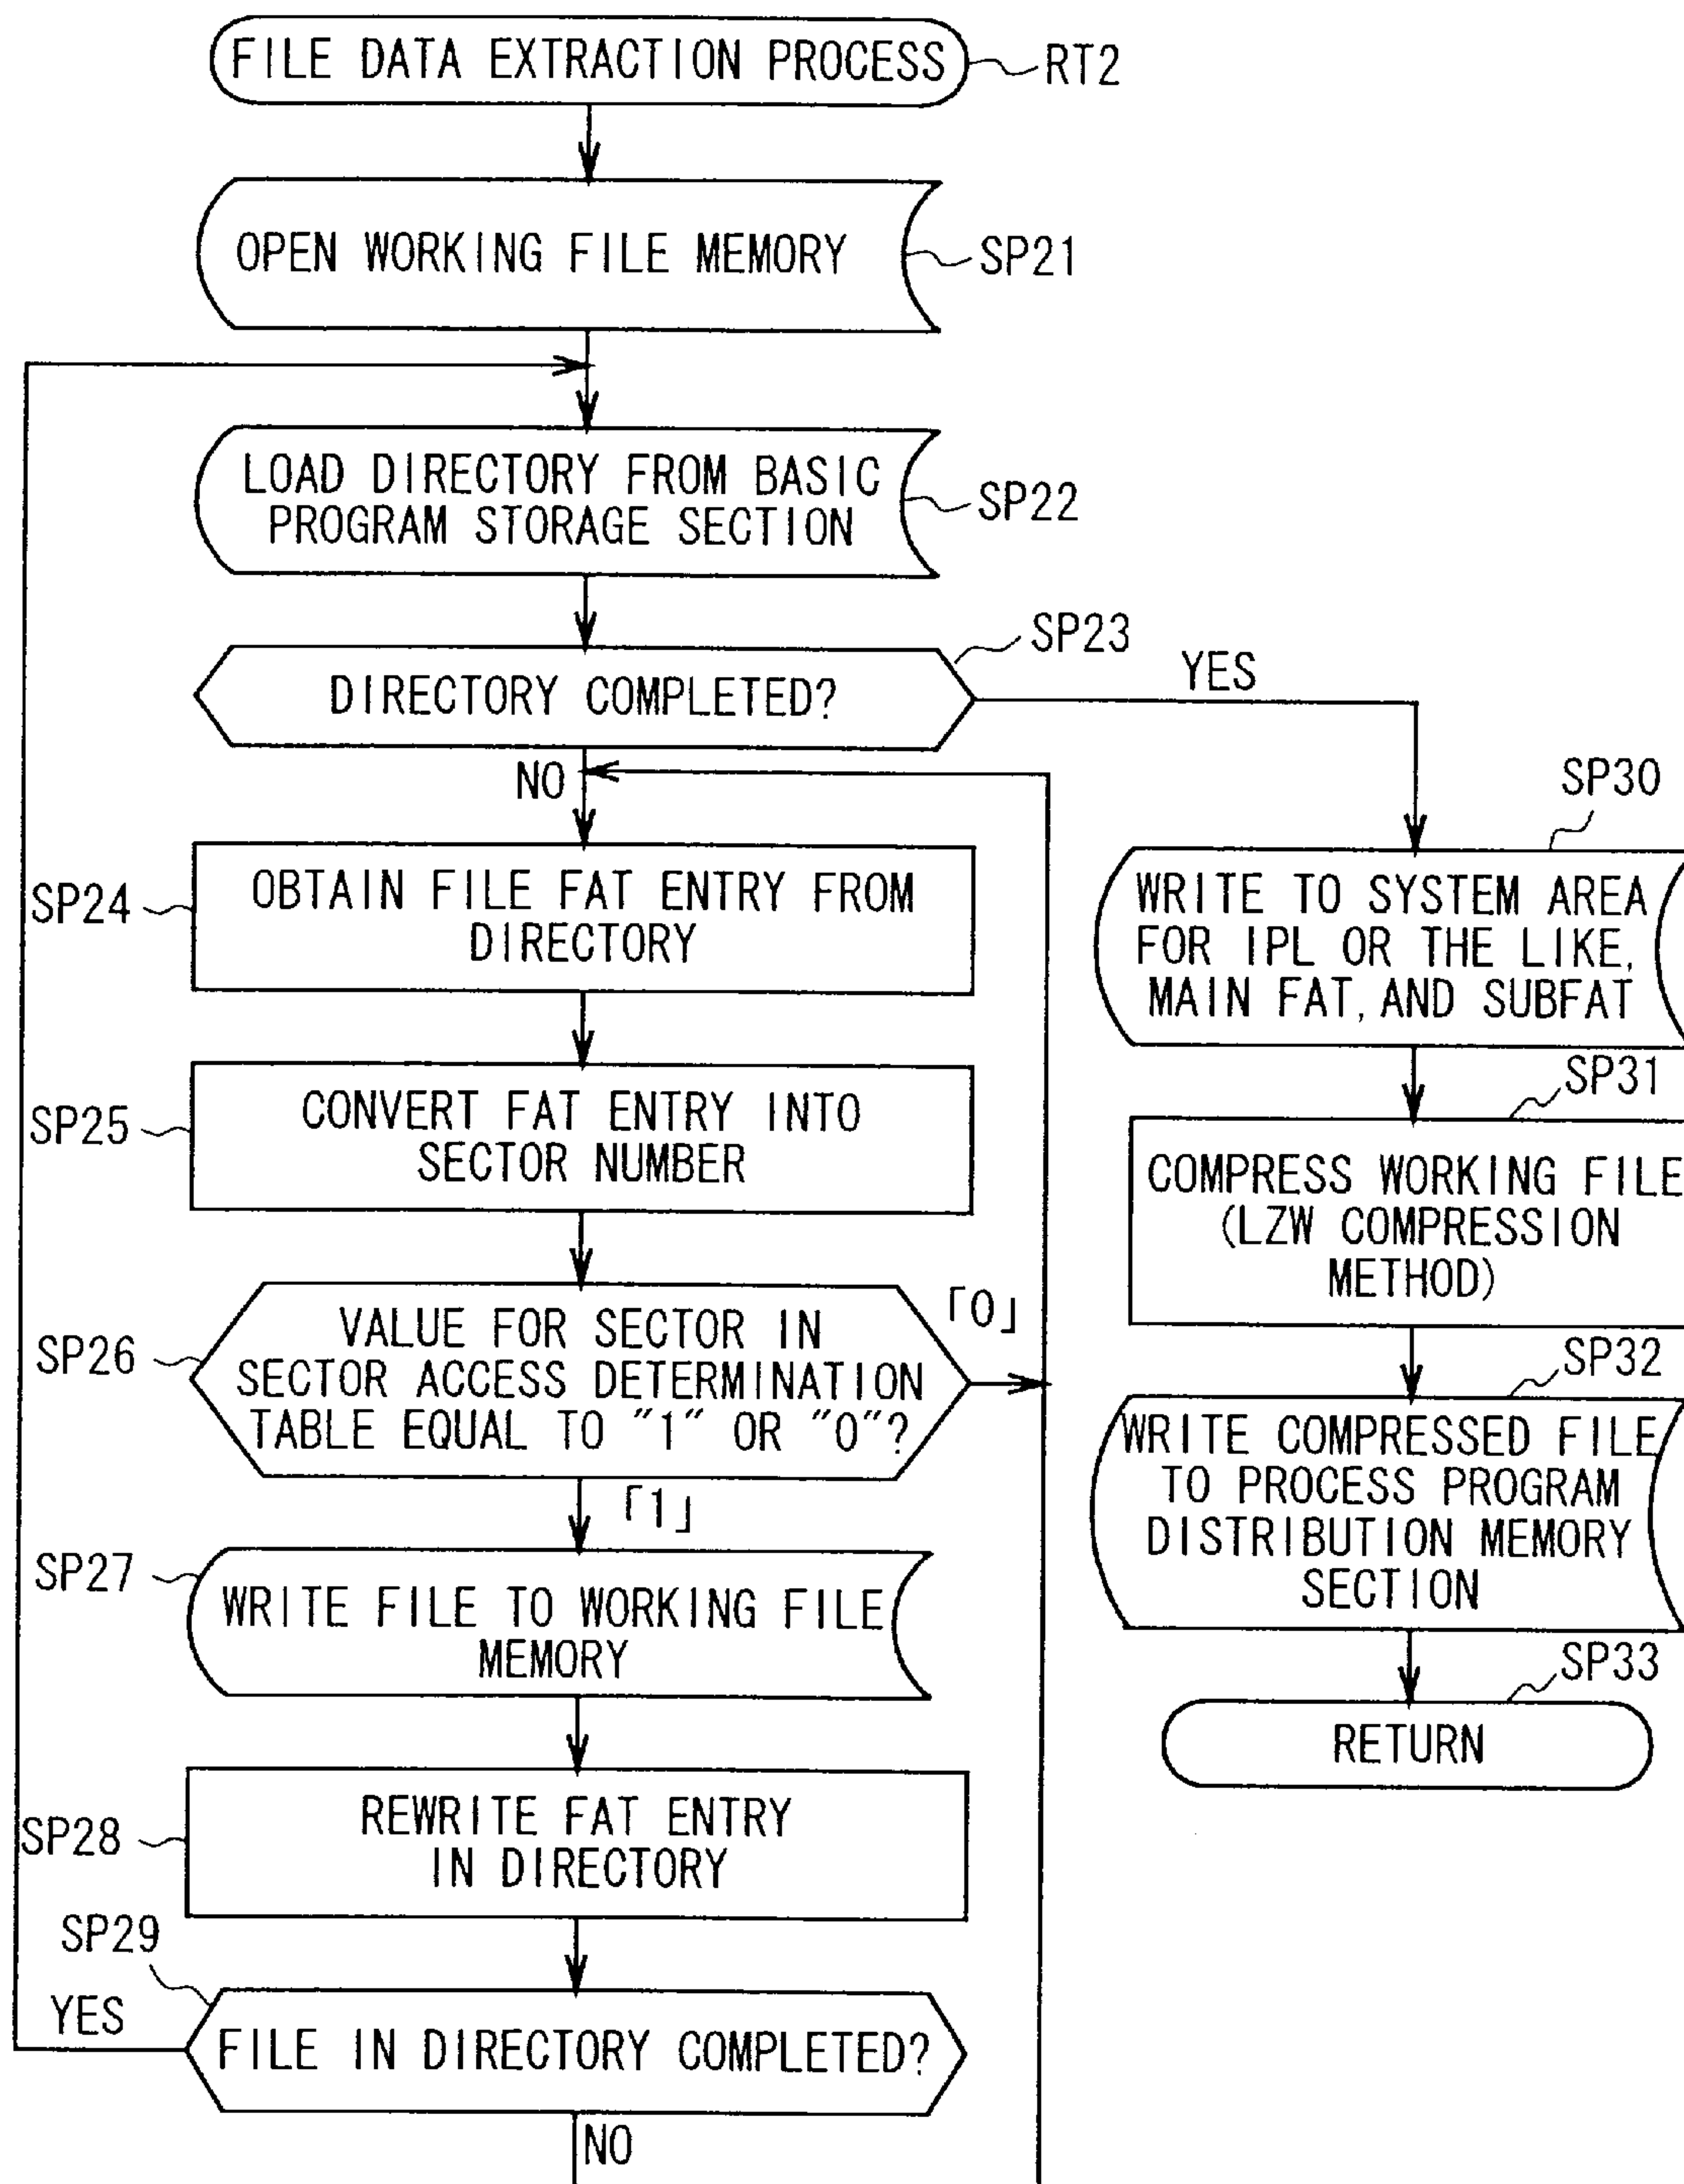 FILE DATA EXTRACTION PROCESS
RT2
OPEN WORKING FILE MEMORY
SP21
LOAD DIRECTORY FROM BASIC
PROGRAM STORAGE SECTION
SP22
DIRECTORY COMPLETED?
SP23
YES
NO
SP24
OBTAIN FILE FAT ENTRY FROM
DIRECTORY
SP25
CONVERT FAT ENTRY INTO
SECTOR NUMBER
SP26
VALUE FOR SECTOR IN
SECTOR ACCESS DETERMINATION
TABLE EQUAL TO "1" OR "0"?
「0」
「1」
SP27
WRITE FILE TO WORKING FILE
MEMORY
SP28
REWRITE FAT ENTRY
IN DIRECTORY
SP29
YES
FILE IN DIRECTORY COMPLETED?
NO
SP30
WRITE TO SYSTEM AREA
FOR IPL OR THE LIKE,
MAIN FAT, AND SUBFAT
SP31
COMPRESS WORKING FILE
(LZW COMPRESSION
METHOD)
SP32
WRITE COMPRESSED FILE
TO PROCESS PROGRAM
DISTRIBUTION MEMORY
SECTION
SP33
RETURN